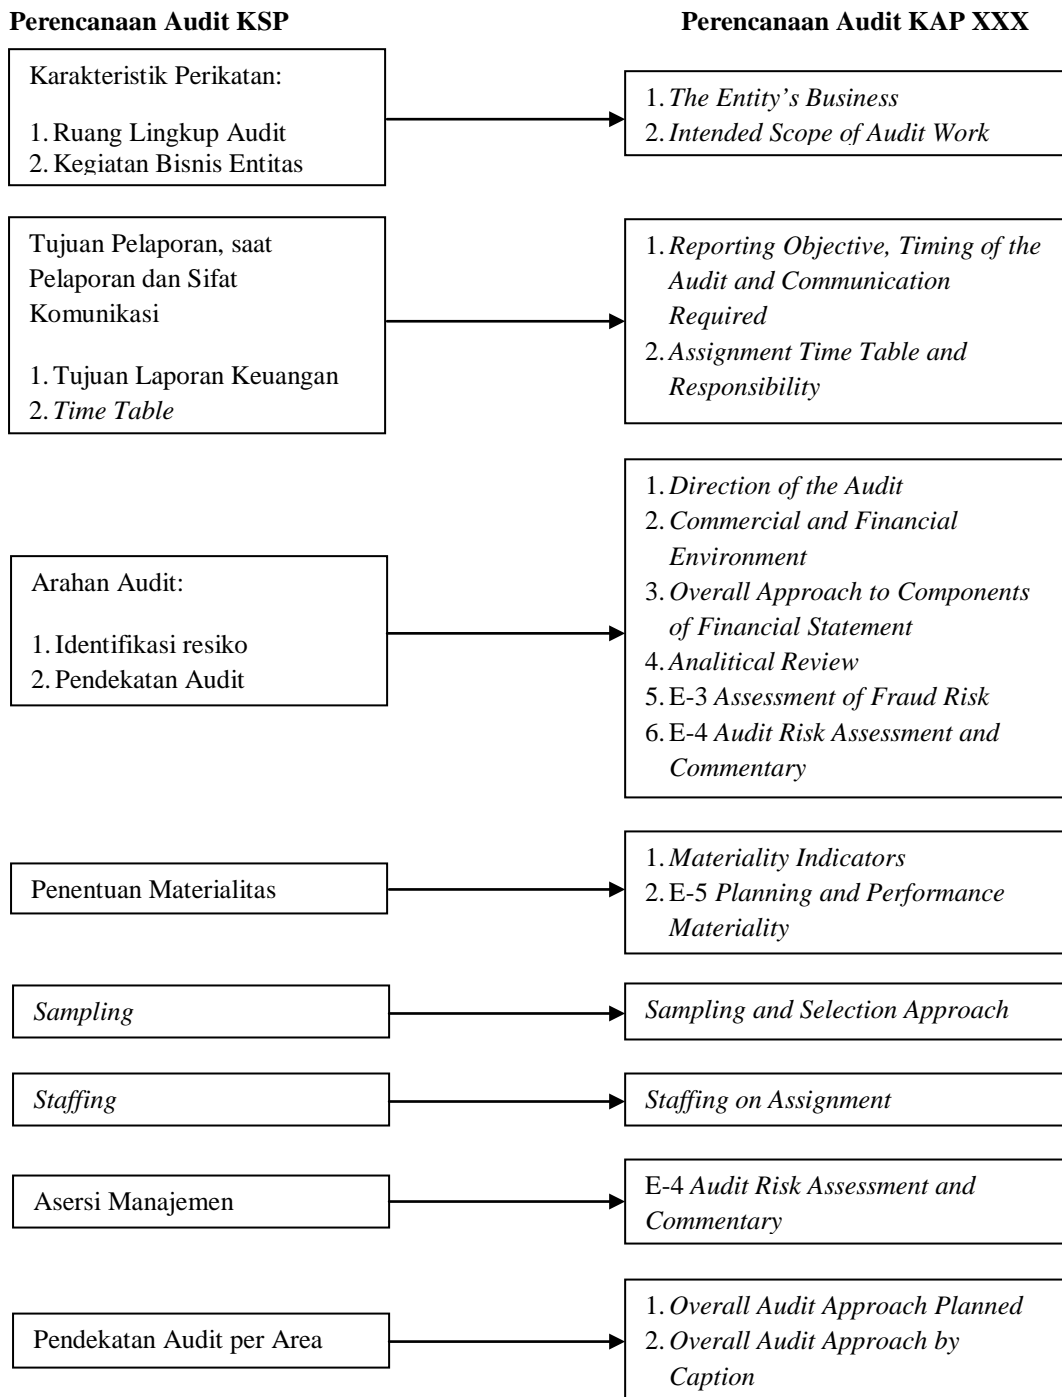 Perencanaan Audit KSP
Perencanaan Audit KAP XXX
Karakteristik Perikatan:
1. Ruang Lingkup Audit
2. Kegiatan Bisnis Entitas
1. The Entity's Business
2. Intended Scope of Audit Work
Tujuan Pelaporan, saat
Pelaporan dan Sifat
Komunikasi
1. Tujuan Laporan Keuangan
2. Time Table
1. Reporting Objective, Timing of the
Audit and Communication
Required
2. Assignment Time Table and
Responsibility
Arahan Audit:
1. Identifikasi resiko
2. Pendekatan Audit
1. Direction of the Audit
2. Commercial and Financial
Environment
3. Overall Approach to Components
of Financial Statement
4. Analitical Review
5. E-3 Assessment of Fraud Risk
6. E-4 Audit Risk Assessment and
Commentary
Penentuan Materialitas
1. Materiality Indicators
2. E-5 Planning and Performance
Materiality
Sampling
Sampling and Selection Approach
Staffing
Staffing on Assignment
Asersi Manajemen
E-4 Audit Risk Assessment and
Commentary
Pendekatan Audit per Area
1. Overall Audit Approach Planned
2. Overall Audit Approach by
Caption